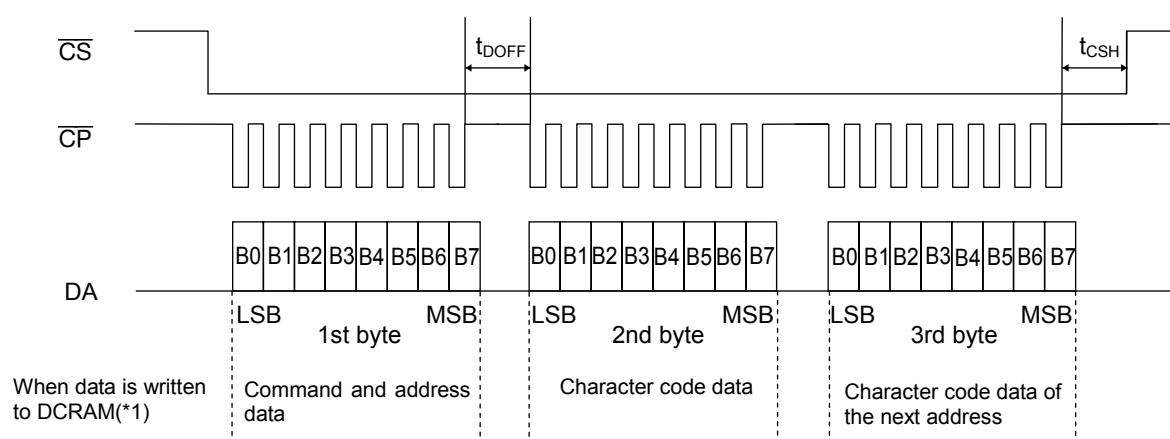 CS
tDOFF
tCSH
CP
DA
B0 B1 B2 B3 B4 B5 B6 B7
B0 B1 B2 B3 B4 B5 B6 B7
B0 B1 B2 B3 B4 B5 B6 B7
LSB MSB
LSB MSB
LSB MSB
1st byte
2nd byte
3rd byte
When data is written
to DCRAM(*1)
Command and address
data
Character code data
Character code data of
the next address